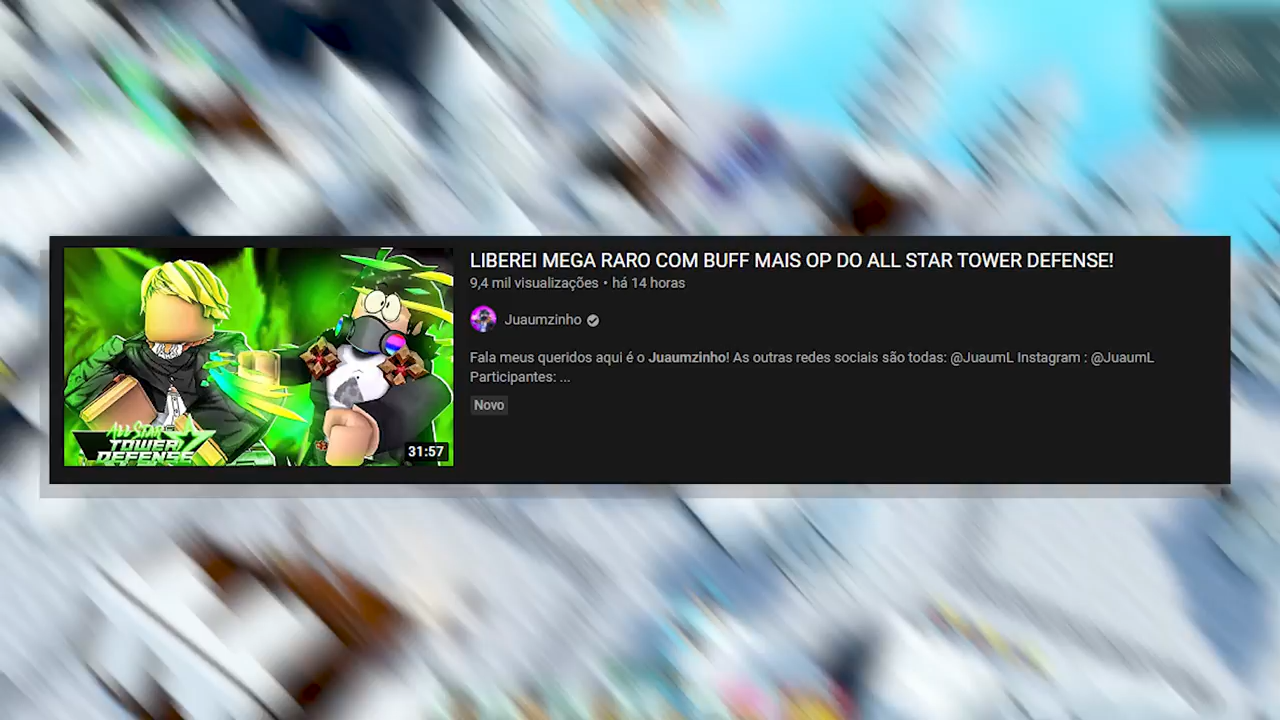 LIBEREI MEGA RARO COM BUFF MAIS OP DO ALL STAR TOWER DEFENSE!
9,4 mil visualizações • há 14 horas
Juaumzinho
Fala meus queridos aqui é o Juaumzinho! As outras redes sociais são todas: @JuaumL Instagram : @JuaumL
Participantes: ...
Novo
ALL STAR
TOWER
DEFENSE
31:57